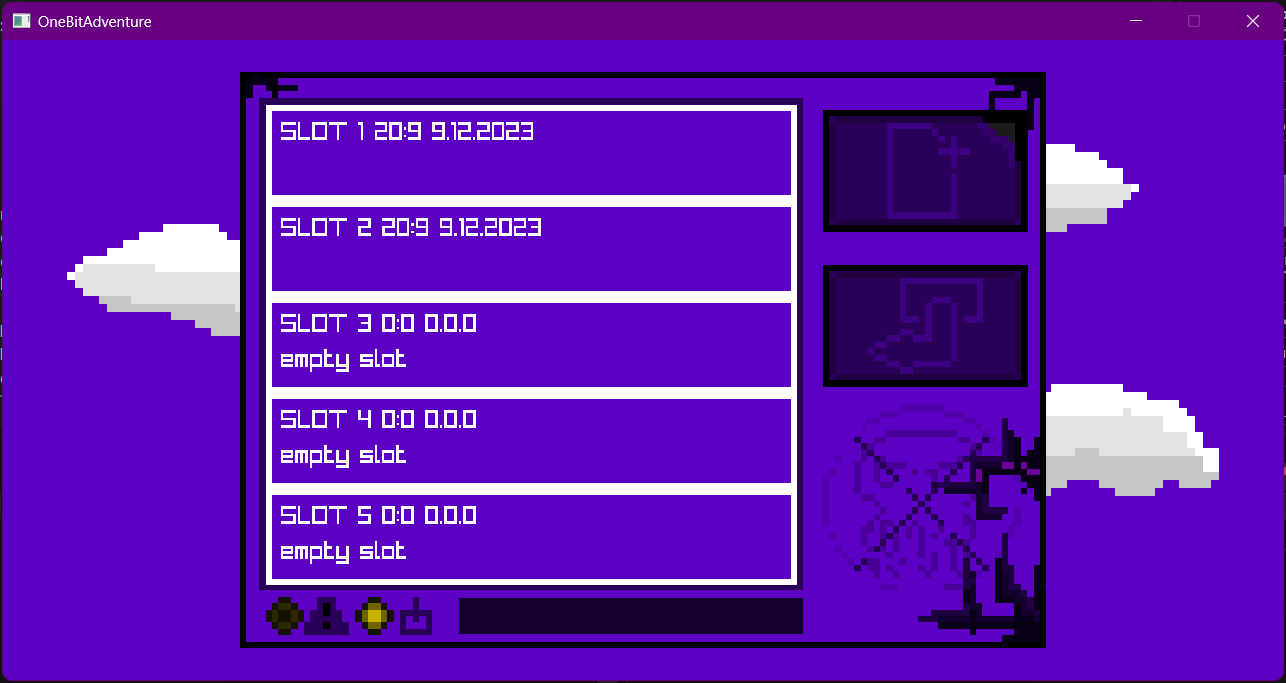 OneBitAdventure
SLOT 1 20:9 9.12.2023
SLOT 2 20:9 9.12.2023
SLOT 3 0:0 0.0.0
empty slot
SLOT 4 0:0 0.0.0
empty slot
SLOT 5 0:0 0.0.0
empty slot